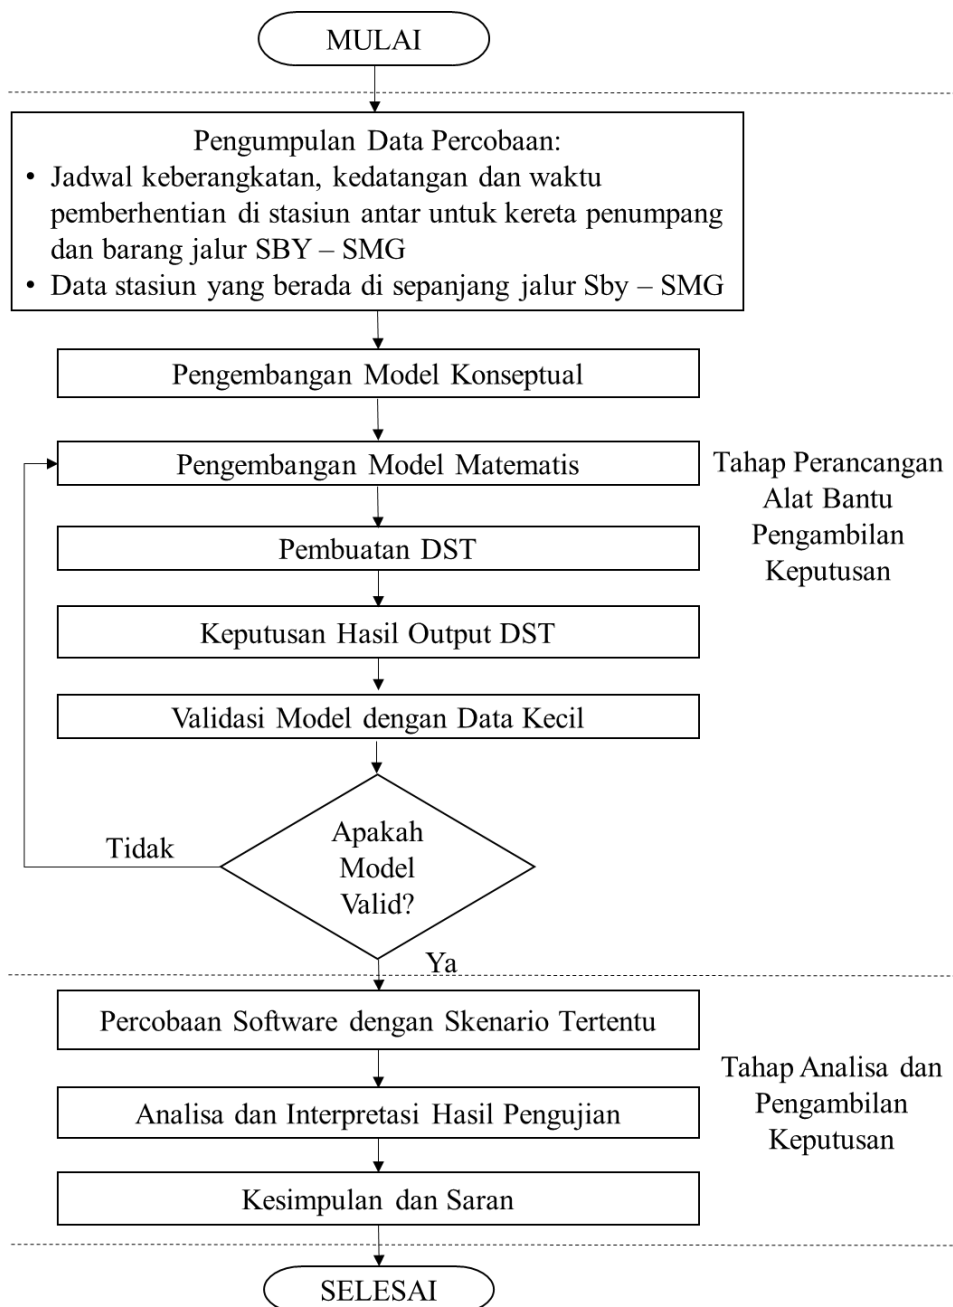 MULAI
Pengumpulan Data Percobaan:
• Jadwal keberangkatan, kedatangan dan waktu
pemberhentian di stasiun antar untuk kereta penumpang
dan barang jalur SBY – SMG
• Data stasiun yang berada di sepanjang jalur Sby – SMG
Pengembangan Model Konseptual
Pengembangan Model Matematis
Tahap Perancangan
Alat Bantu
Pengambilan
Keputusan
Pembuatan DST
Keputusan Hasil Output DST
Validasi Model dengan Data Kecil
Apakah
Model
Valid?
Tidak
Ya
Percobaan Software dengan Skenario Tertentu
Analisa dan Interpretasi Hasil Pengujian
Tahap Analisa dan
Pengambilan
Keputusan
Kesimpulan dan Saran
SELESAI